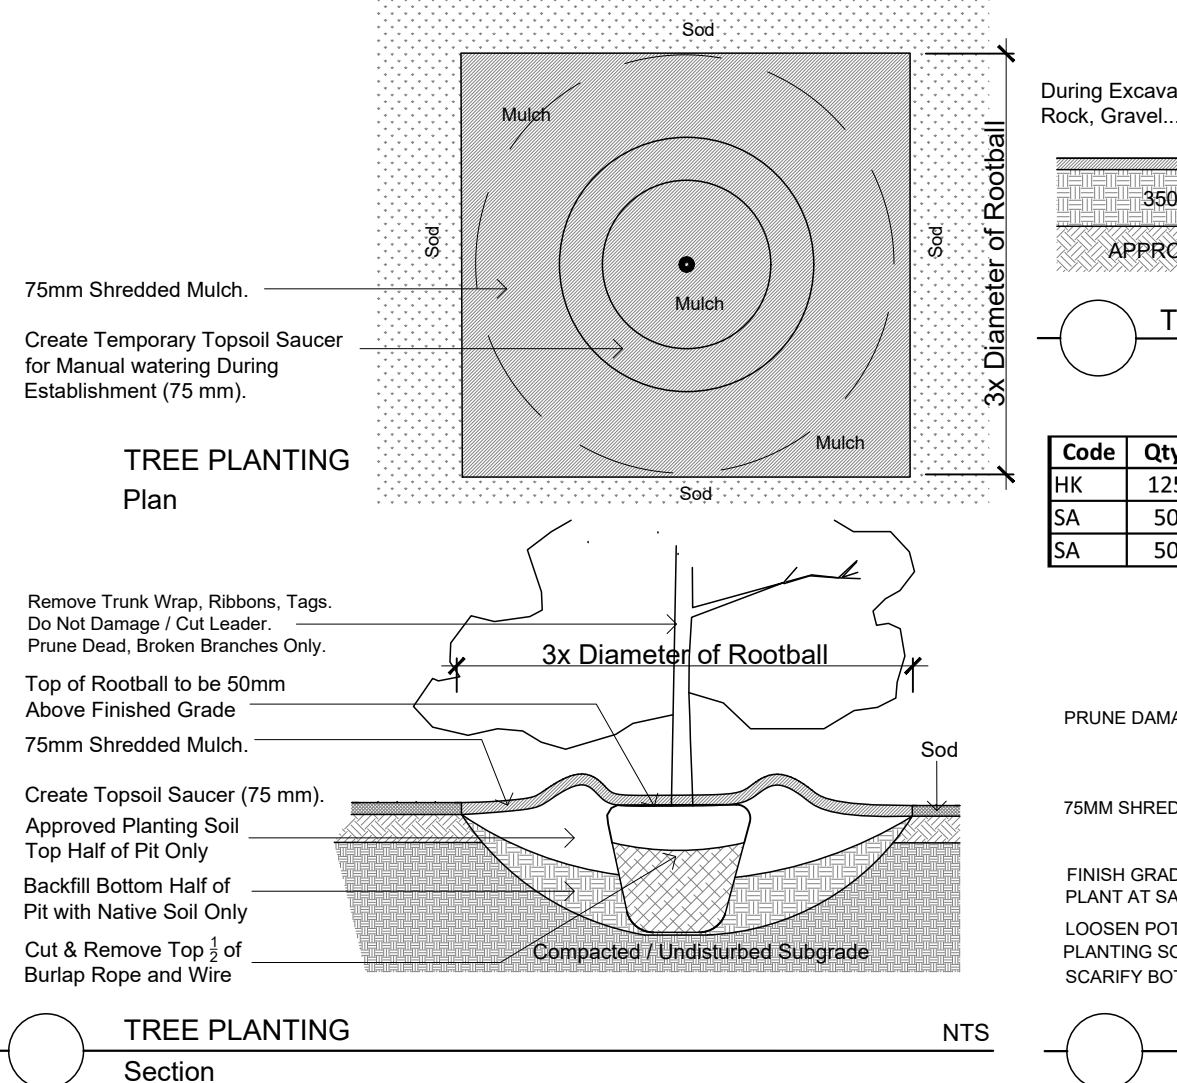 Sod
Mulch
Sod
Sod
Mulch
Mulch
Sod
3x Diameter of Rootball
75mm Shredded Mulch.
Create Temporary Topsoil Saucer
for Manual watering During
Establishment (75 mm).
TREE PLANTING
Plan
Remove Trunk Wrap, Ribbons, Tags.
Do Not Damage / Cut Leader.
Prune Dead, Broken Branches Only.
3x Diameter of Rootball
Top of Rootball to be 50mm
Above Finished Grade
75mm Shredded Mulch.
Sod
Create Topsoil Saucer (75 mm).
Approved Planting Soil
Top Half of Pit Only
Backfill Bottom Half of
Pit with Native Soil Only
Cut & Remove Top 1/2 of
Burlap Rope and Wire
Compacted / Undisturbed Subgrade
TREE PLANTING
NTS
Section
During Excava
Rock, Gravel...
350
APPRO
T
Code Qty
HK 125
SA 50
SA 50
PRUNE DAMA
75MM SHRED
FINISH GRAD
PLANT AT SA
LOOSEN POT
PLANTING SO
SCARIFY BOT